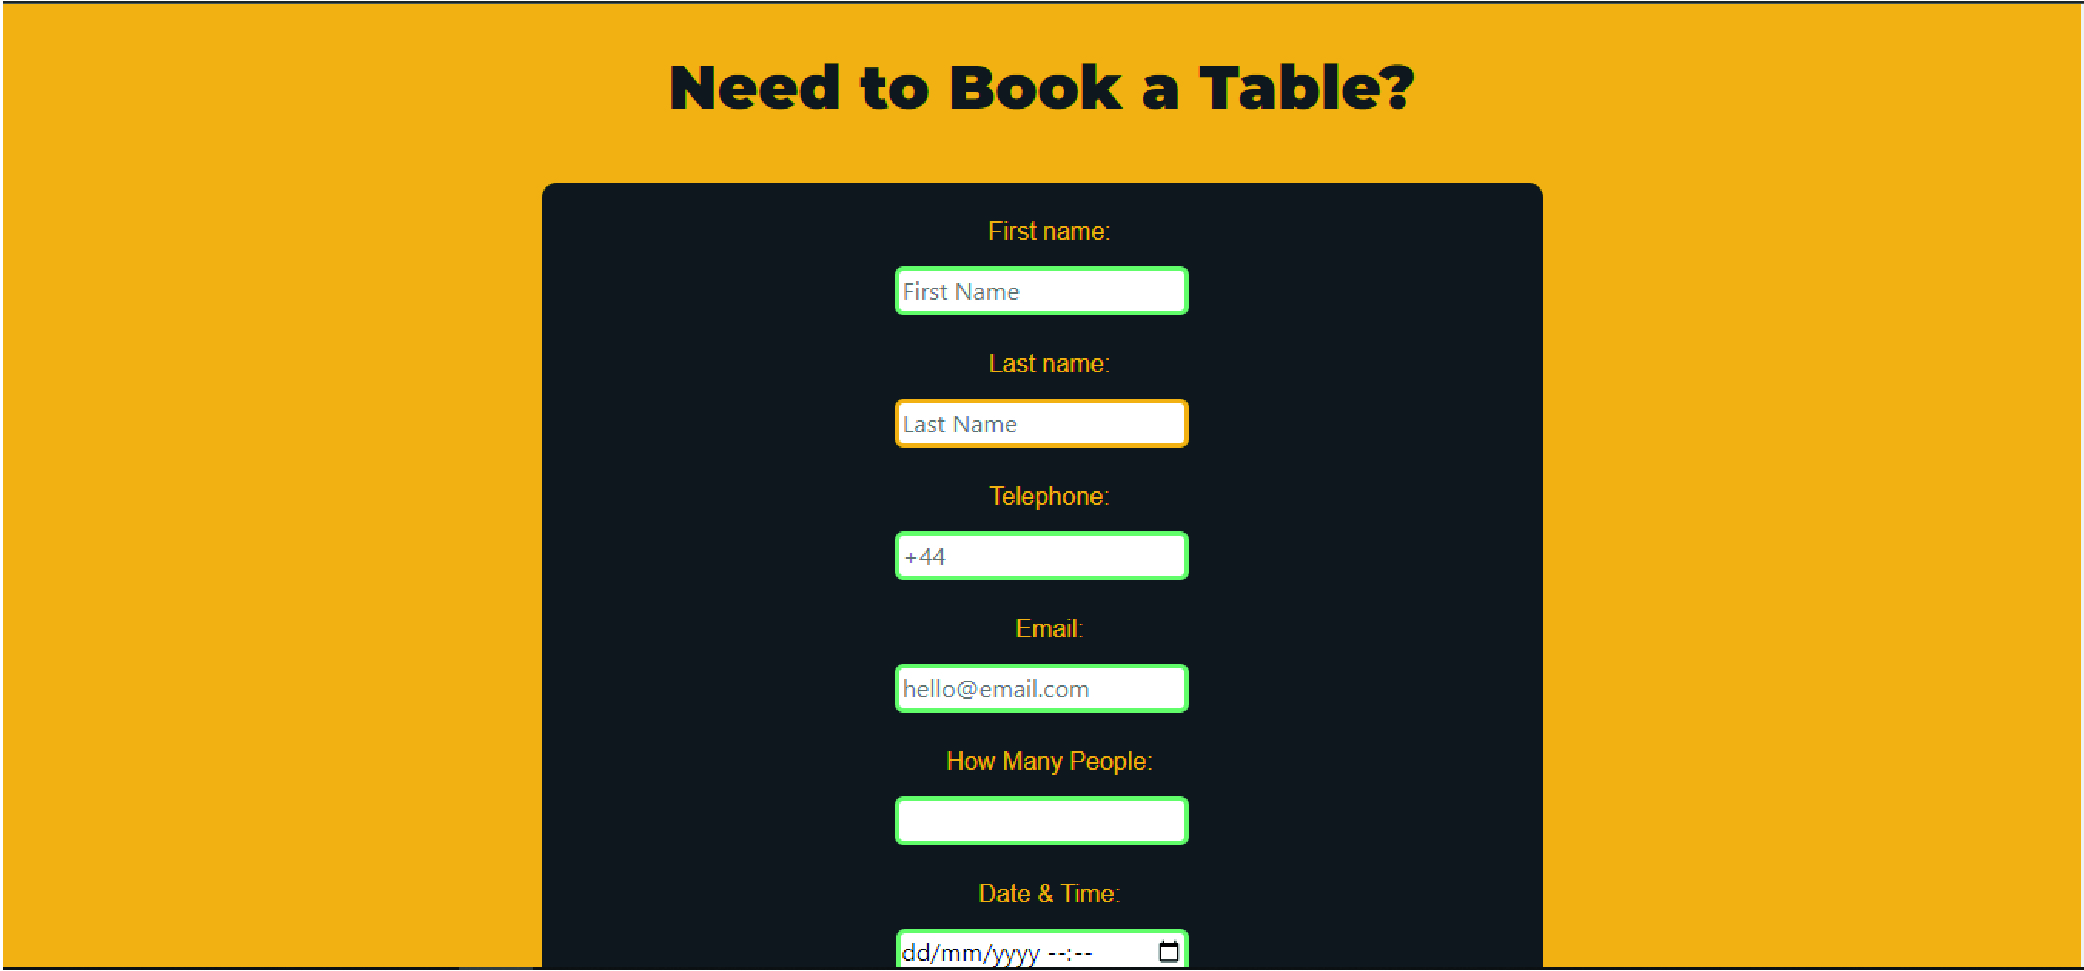 Need to Book a Table?
First name:
First Name
Last name:
Last Name
Telephone:
+44
Email:
hello@email.com
How Many People:
Date & Time:
dd/mm/yyyy --:--